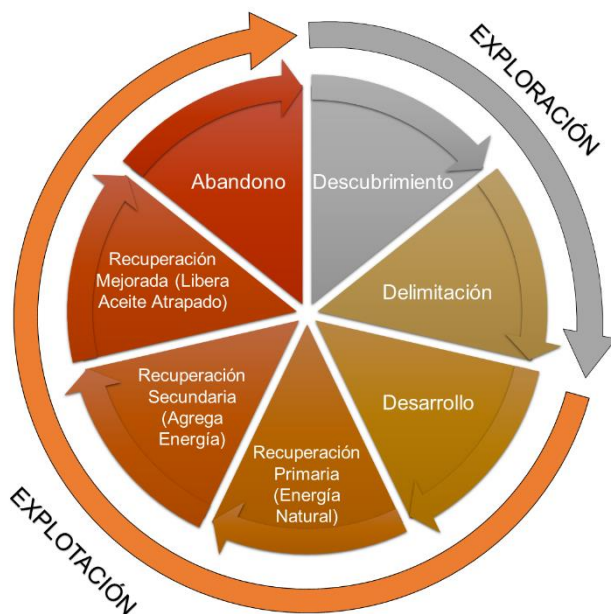 EXPLORACIÓN
Descubrimiento
Delimitación
Desarrollo
Recuperación
Primaria
(Energía
Natural)
Recuperación
Secundaria
(Agrega
Energía)
Recuperación
Mejorada (Libera
Aceite Atrapado)
Abandono
EXPLOTACIÓN